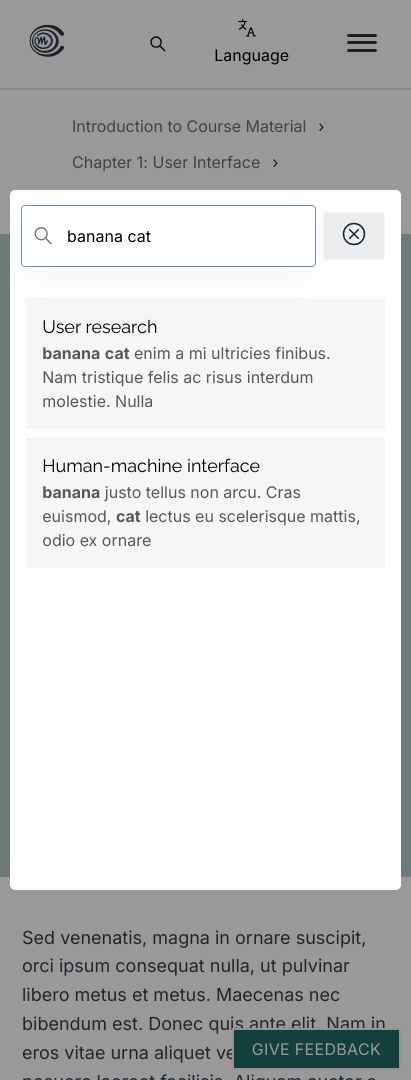 Language
Introduction to Course Material ›
Chapter 1: User Interface ›
banana cat
User research
banana cat enim a mi ultricies finibus.
Nam tristique felis ac risus interdum
molestie. Nulla
Human-machine interface
banana justo tellus non arcu. Cras
euismod, cat lectus eu scelerisque mattis,
odio ex ornare
Sed venenatis, magna in ornare suscipit,
orci ipsum consequat nulla, ut pulvinar
libero metus et metus. Maecenas nec
bibendum est. Donec quis ante elit. Nam in
eros vitae urna aliquet
GIVE FEEDBACK